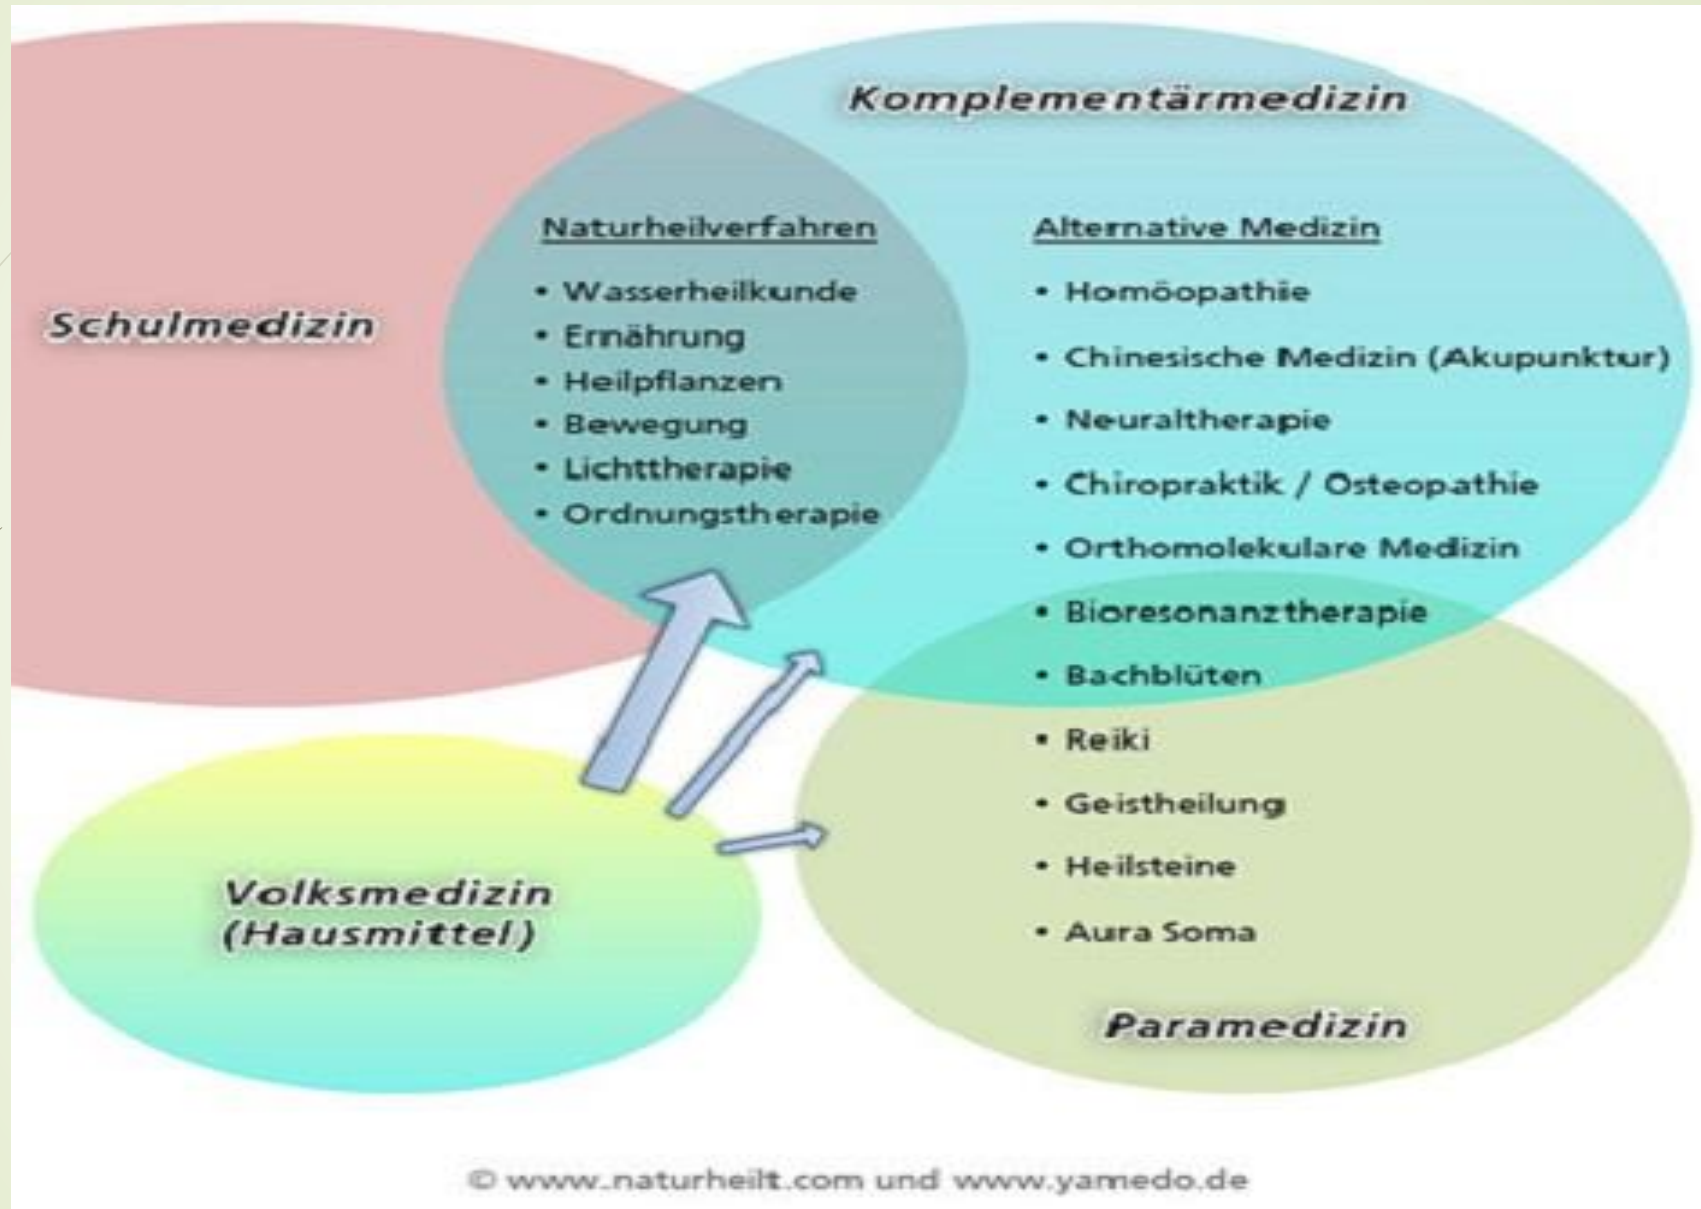 Komplementärmedizin
Schulmedizin
Naturheilverfahren
• Wasserheilkunde
• Ernährung
• Heilpflanzen
• Bewegung
• Lichttherapie
• Ordnungstherapie
Alternative Medizin
• Homöopathie
• Chinesische Medizin (Akupunktur)
• Neuraltherapie
• Chiropraktik / Osteopathie
• Orthomolekulare Medizin
• Bioresonanztherapie
• Bachblüten
• Reiki
• Geistheilung
• Heilsteine
• Aura Soma
Paramedizin
Volksmedizin
(Hausmittel)
© www.naturheilt.com und www.yamedo.de